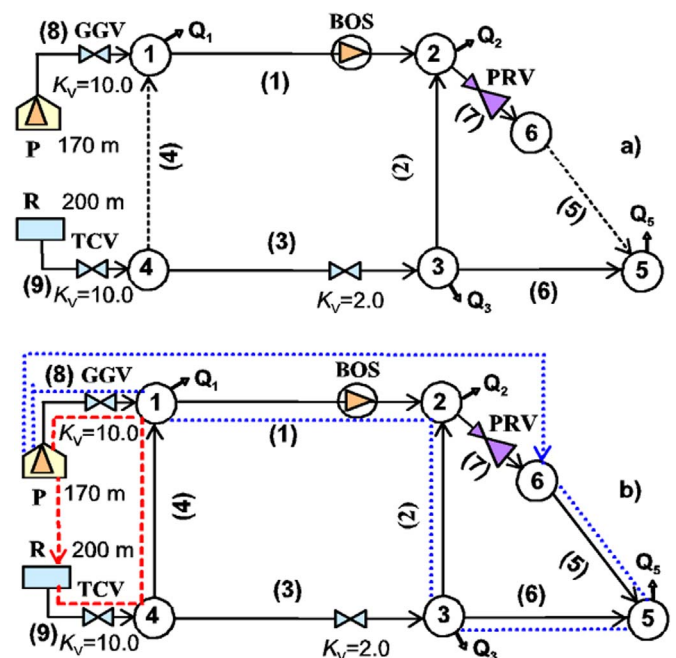 (8) GGV
1
Q1
BOS
2
Q2
KV=10.0
(1)
PRV
(7)
6
P 170 m
(4)
(2)
a)
R 200 m
TCV
(3)
(5)
Q5
4
3
(6)
5
(9) KV=10.0
KV=2.0
Q3
(8) GGV
1
Q1
BOS
2
Q2
KV=10.0
(1)
PRV
(7)
6
P 170 m
(4)
(2)
b)
R 200 m
TCV
(3)
(5)
Q5
4
3
(6)
5
(9) KV=10.0
KV=2.0
Q3